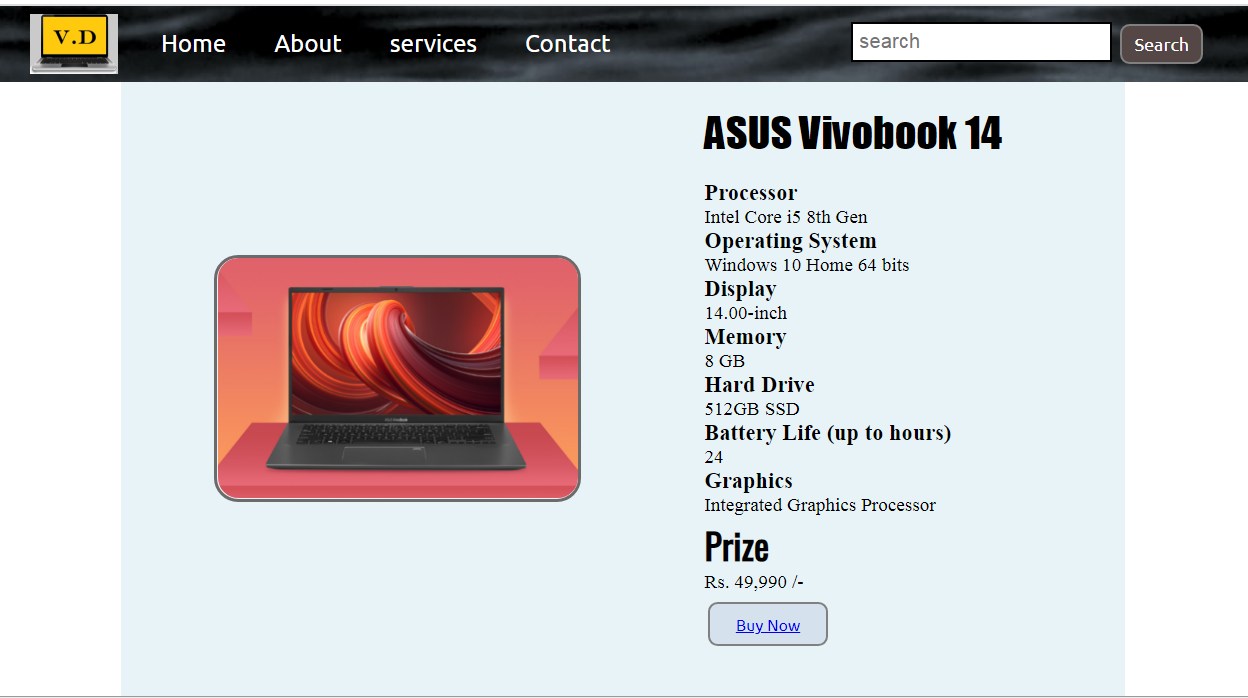 V.D
Home About services Contact
search
Search
ASUS Vivobook 14
Processor
Intel Core i5 8th Gen
Operating System
Windows 10 Home 64 bits
Display
14.00-inch
Memory
8 GB
Hard Drive
512GB SSD
Battery Life (up to hours)
24
Graphics
Integrated Graphics Processor
Prize
Rs. 49,990 /-
Buy Now